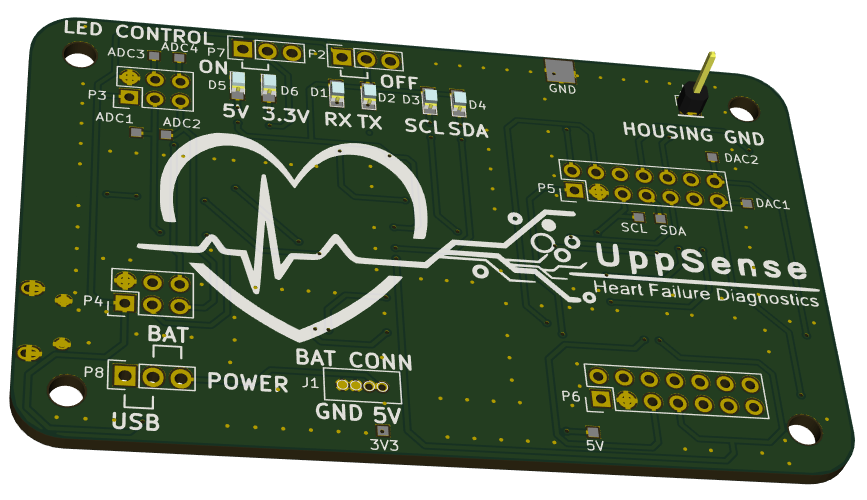 LED CONTROL
P7
P2
ADC3
ADC4
ON
OFF
GND
D5
D6
D1
D2
D3
D4
P3
5V
3.3V
RX
TX
SCL
SDA
HOUSING GND
ADC1
ADC2
DAC2
P5
DAC1
SCL
SDA
UppSense
Heart Failure Diagnostics
P4
BAT
BAT CONN
P8
POWER
J1
P6
GND 5V
USB
3V3
5V